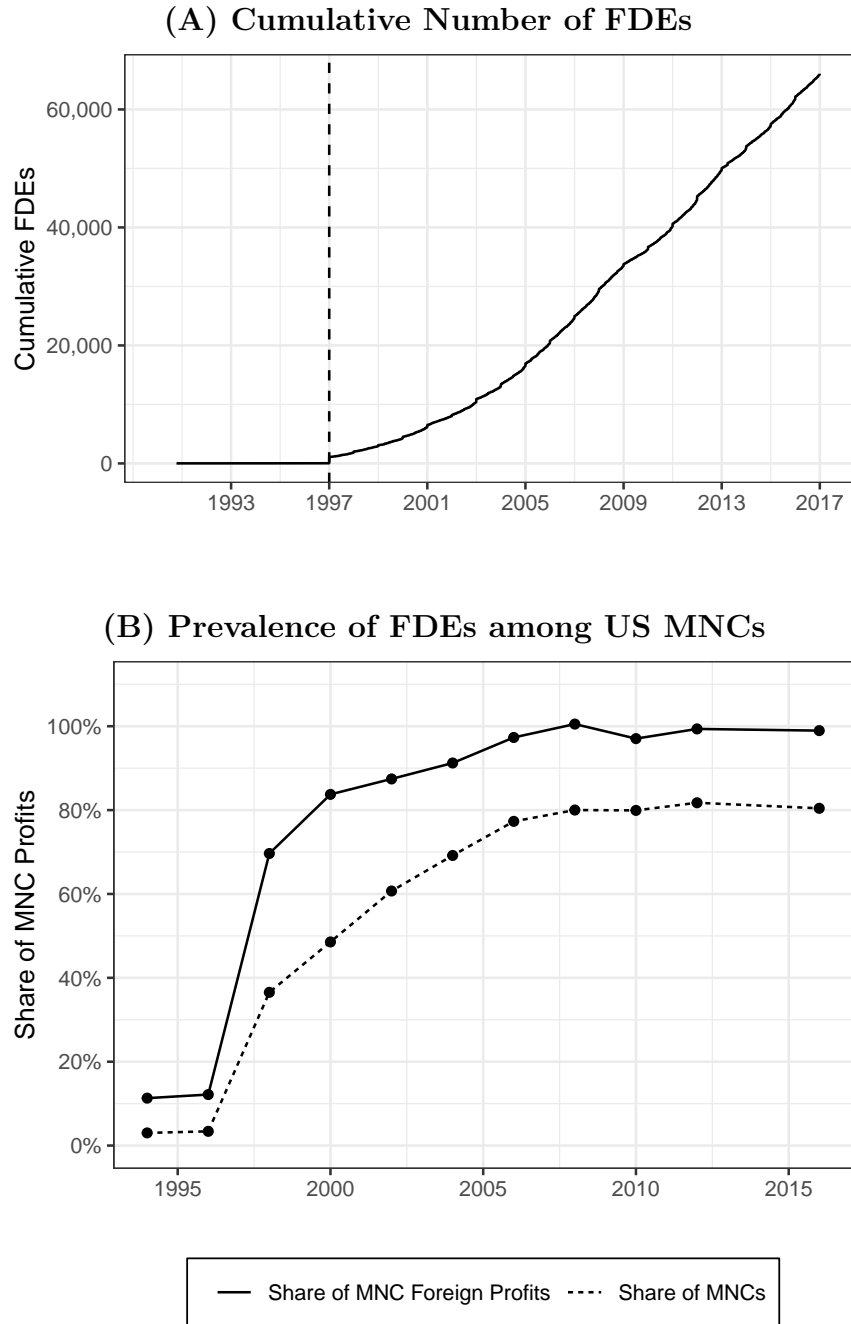 (A) Cumulative Number of FDEs
60,000
40,000
20,000
0
Cumulative FDEs
1993 1997 2001 2005 2009 2013 2017
(B) Prevalence of FDEs among US MNCs
100%
80%
60%
40%
20%
0%
Share of MNC Profits
1995 2000 2005 2010 2015
Share of MNC Foreign Profits Share of MNCs